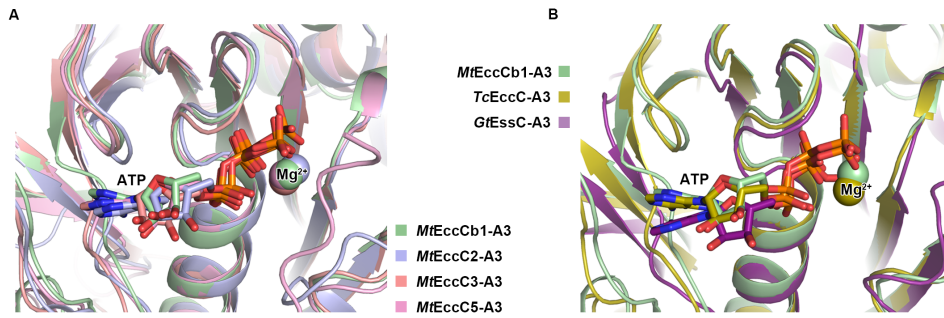 A
ATP
Mg²⁺
MtEccCb1-A3
MtEccC2-A3
MtEccC3-A3
MtEccC5-A3
B
MtEccCb1-A3
TcEccC-A3
GtEssC-A3
ATP
Mg²⁺